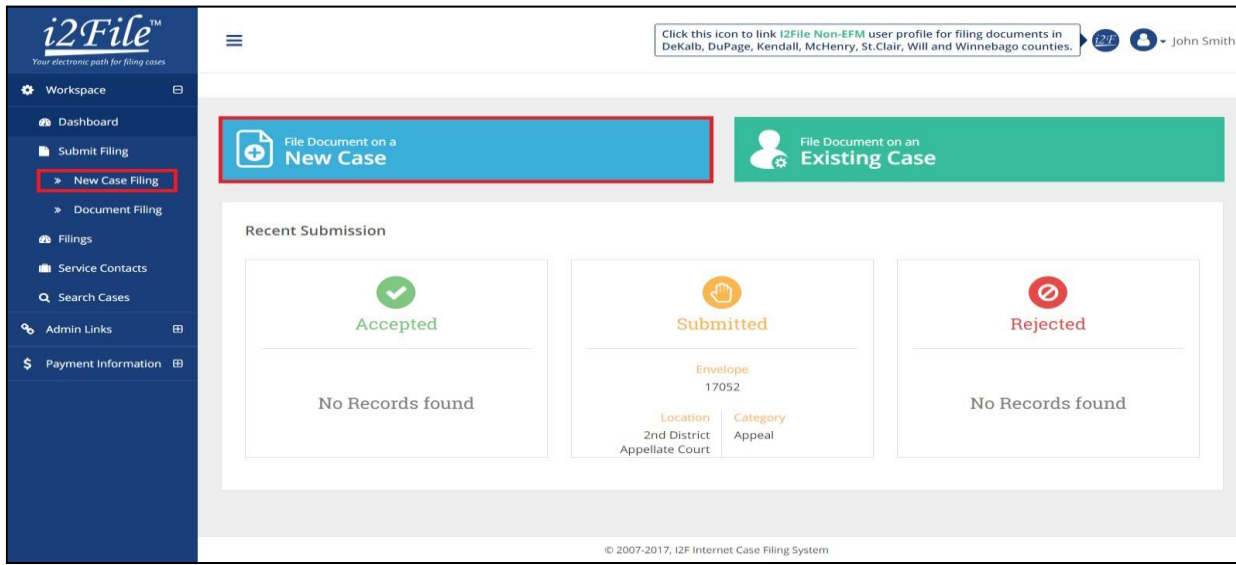 i2File™
Your electronic path for filing cases
Click this icon to link I2File Non-EFM user profile for filing documents in
DeKalb, DuPage, Kendall, McHenry, St.Clair, Will and Winnebago counties.
i2F
John Smith
Workspace
Dashboard
Submit Filing
» New Case Filing
» Document Filing
Filings
Service Contacts
Search Cases
Admin Links
$ Payment Information
File Document on a
New Case
File Document on an
Existing Case
Recent Submission
Accepted
No Records found
Submitted
Envelope
17052
Location Category
2nd District Appeal
Appellate Court
Rejected
No Records found
© 2007-2017, I2F Internet Case Filing System